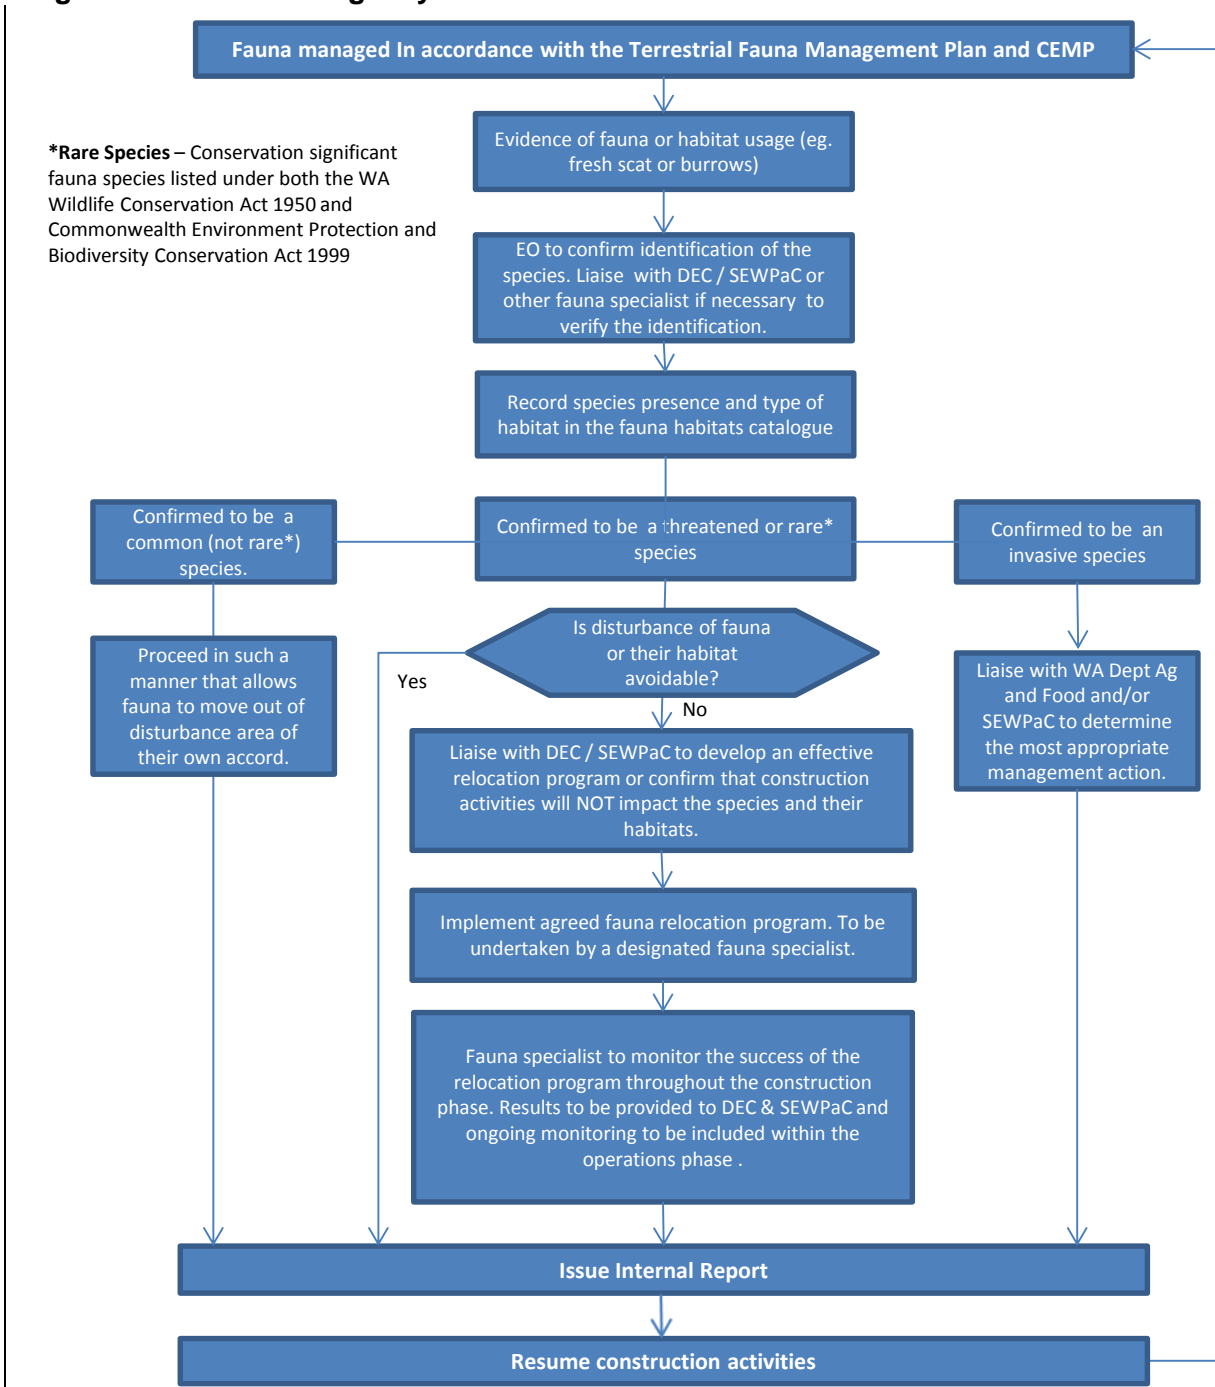 Fauna managed In accordance with the Terrestrial Fauna Management Plan and CEMP
Evidence of fauna or habitat usage (eg.
fresh scat or burrows)
*Rare Species – Conservation significant
fauna species listed under both the WA
Wildlife Conservation Act 1950 and
Commonwealth Environment Protection and
Biodiversity Conservation Act 1999
EO to confirm identification of the
species. Liaise with DEC / SEWPaC or
other fauna specialist if necessary to
verify the identification.
Record species presence and type of
habitat in the fauna habitats catalogue
Confirmed to be a
common (not rare*)
species.
Confirmed to be a threatened or rare*
species
Confirmed to be an
invasive species
Is disturbance of fauna
or their habitat
avoidable?
Yes
No
Proceed in such a
manner that allows
fauna to move out of
disturbance area of
their own accord.
Liaise with WA Dept Ag
and Food and/or
SEWPaC to determine
the most appropriate
management action.
Liaise with DEC / SEWPaC to develop an effective
relocation program or confirm that construction
activities will NOT impact the species and their
habitats.
Implement agreed fauna relocation program. To be
undertaken by a designated fauna specialist.
Fauna specialist to monitor the success of the
relocation program throughout the construction
phase. Results to be provided to DEC & SEWPaC and
ongoing monitoring to be included within the
operations phase .
Issue Internal Report
Resume construction activities